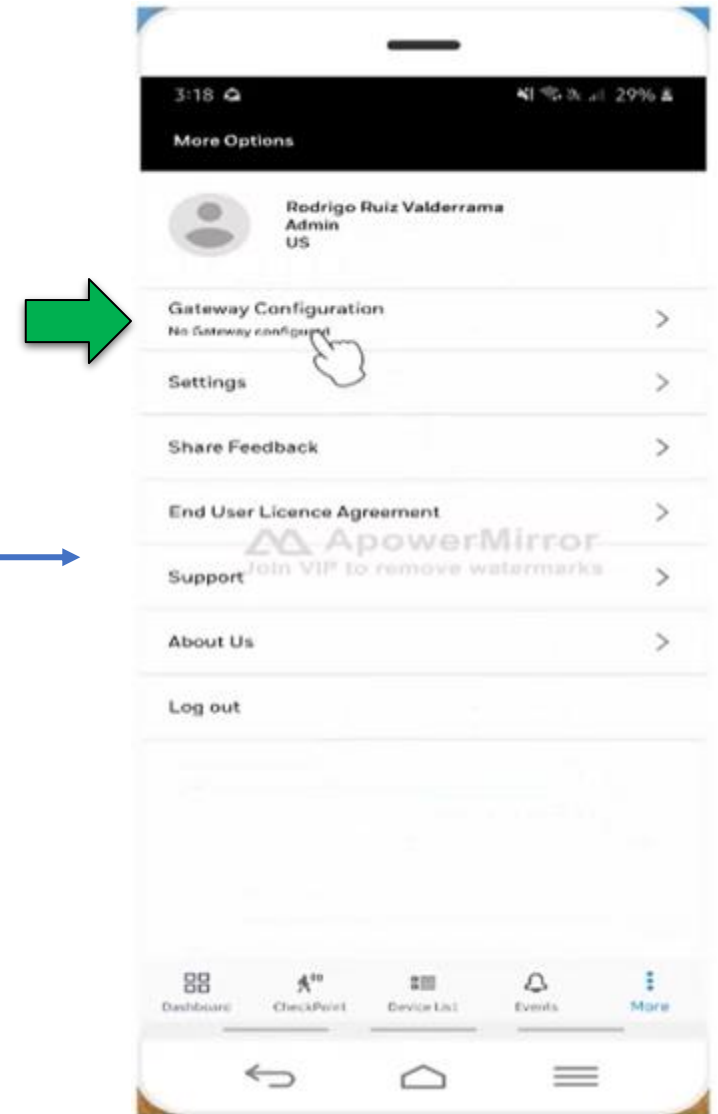 3:18 29%
More Options
Rodrigo Ruiz Valderrama
Admin
US
Gateway Configuration
No Gateway configured
Settings
Share Feedback
End User Licence Agreement
ApowerMirror
Join VIP to remove watermarks
Support
About Us
Log out
Dashboard CheckPoint Device List Events More